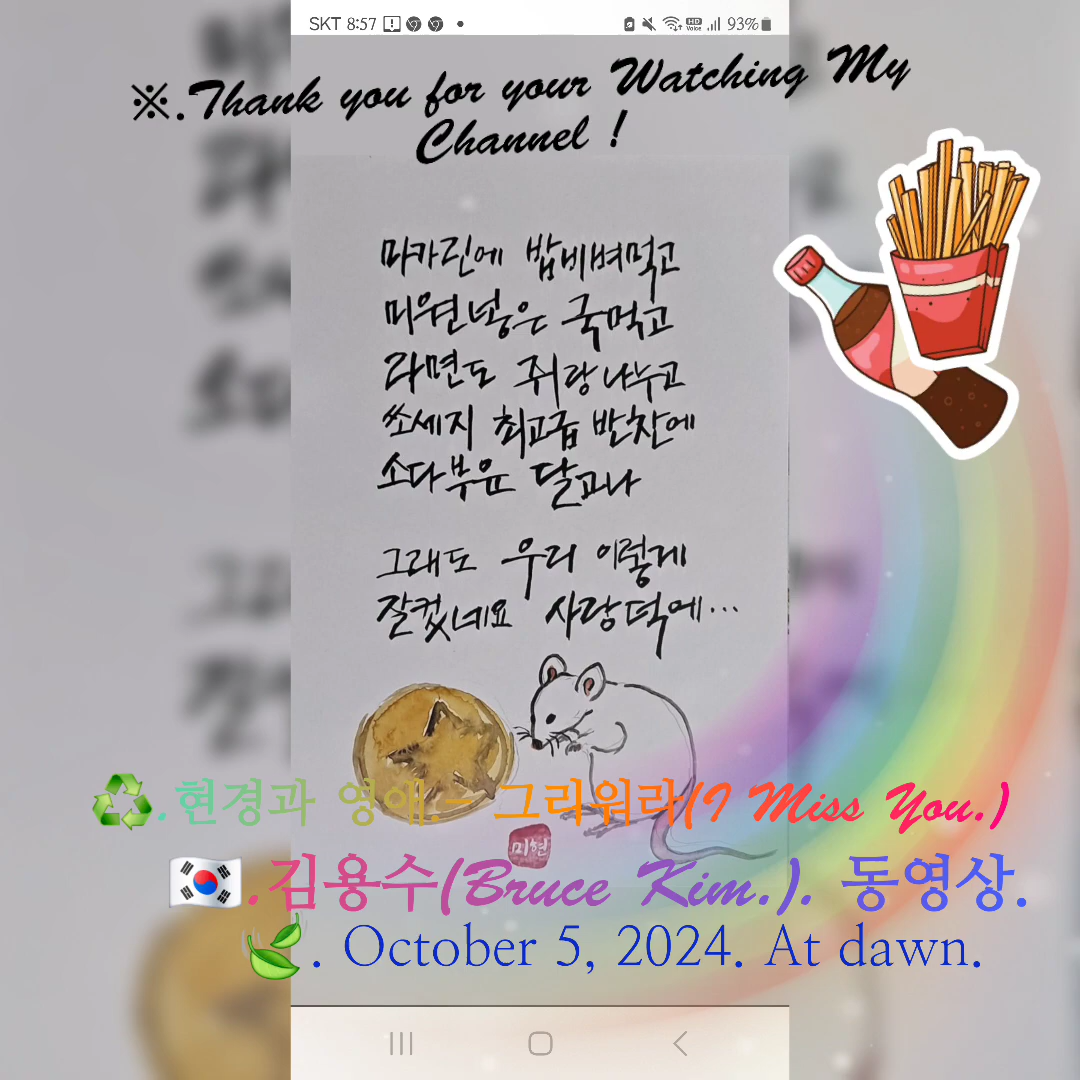 SKT 8:57
93%
※.Thank you for your Watching My
Channel !
마가린에 밥비벼먹고
미원넣은 국먹고
라면도 쥐랑나누고
쏘세지 최고급 반찬에
소다부은 달고나
그래도 우리 이렇게
잘컸네요 사랑덕에...
미현
♻️.현경과 영애.- 그리워라(I Miss You.)
🇰🇷.김용수(Bruce Kim.). 동영상.
🍃. October 5, 2024. At dawn.